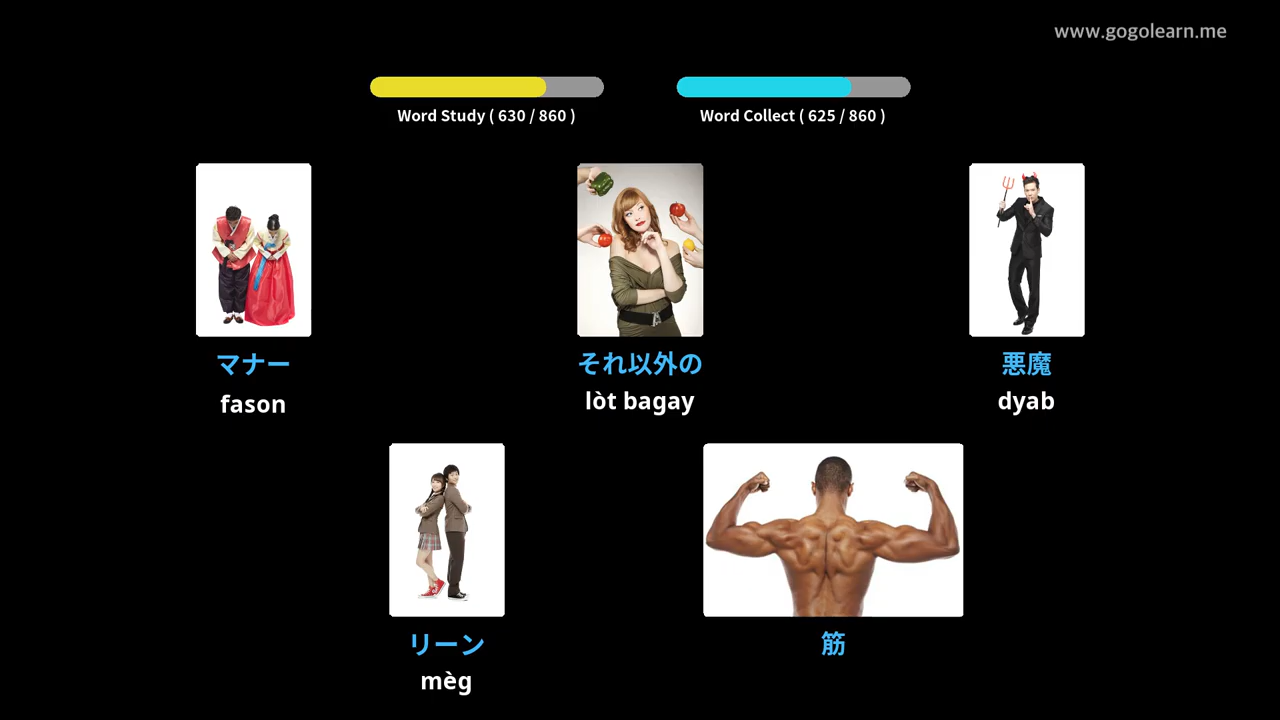 www.gogolearn.me
Word Study ( 630 / 860 )
Word Collect ( 625 / 860 )
マナー
fason
それ以外の
lòt bagay
悪魔
dyab
リーン
mèg
筋